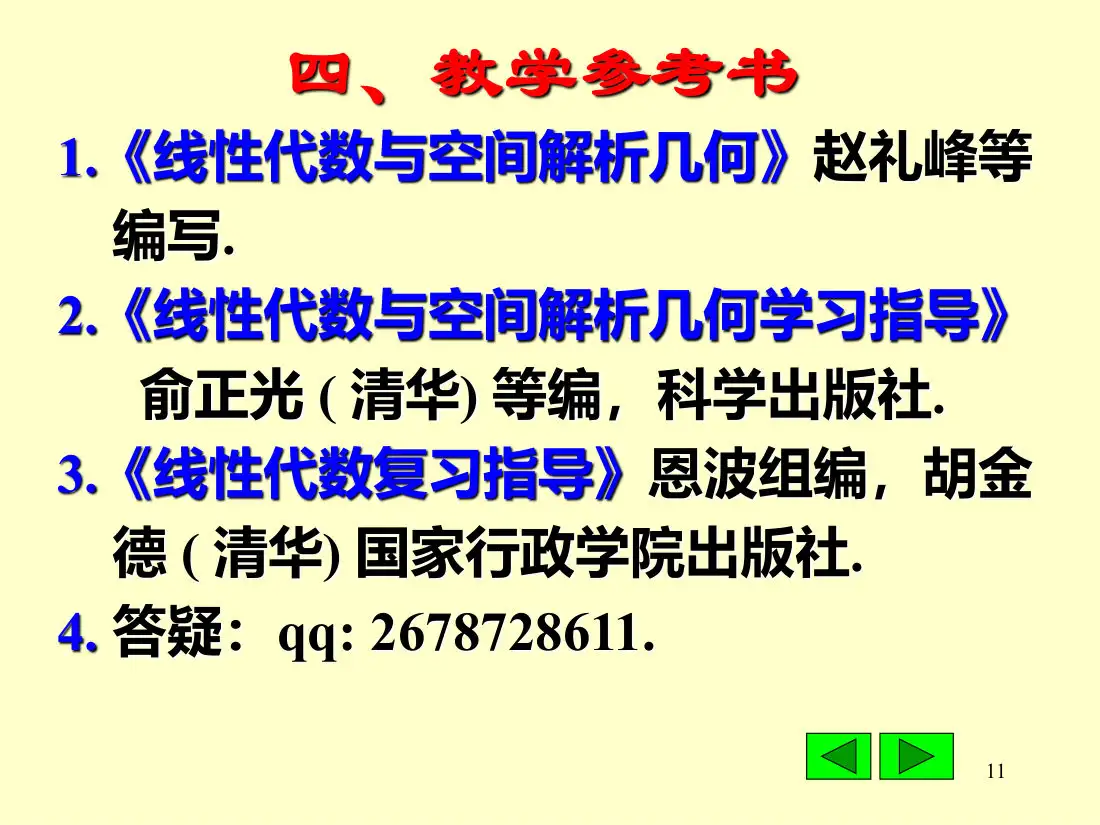 四、教学参考书
1.《线性代数与空间解析几何》赵礼峰等
编写.
2.《线性代数与空间解析几何学习指导》
俞正光 ( 清华) 等编，科学出版社.
3.《线性代数复习指导》恩波组编，胡金
德 ( 清华) 国家行政学院出版社.
4. 答疑：qq: 2678728611.
11